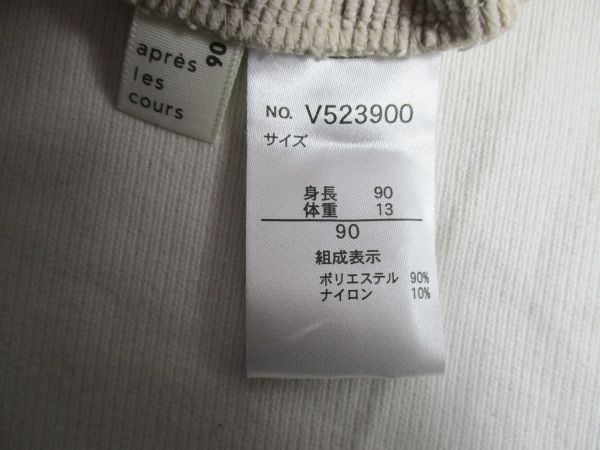 90
après
les
cours
NO. V523900
サイズ
身長 90
体重 13
90
組成表示
ポリエステル 90%
ナイロン 10%